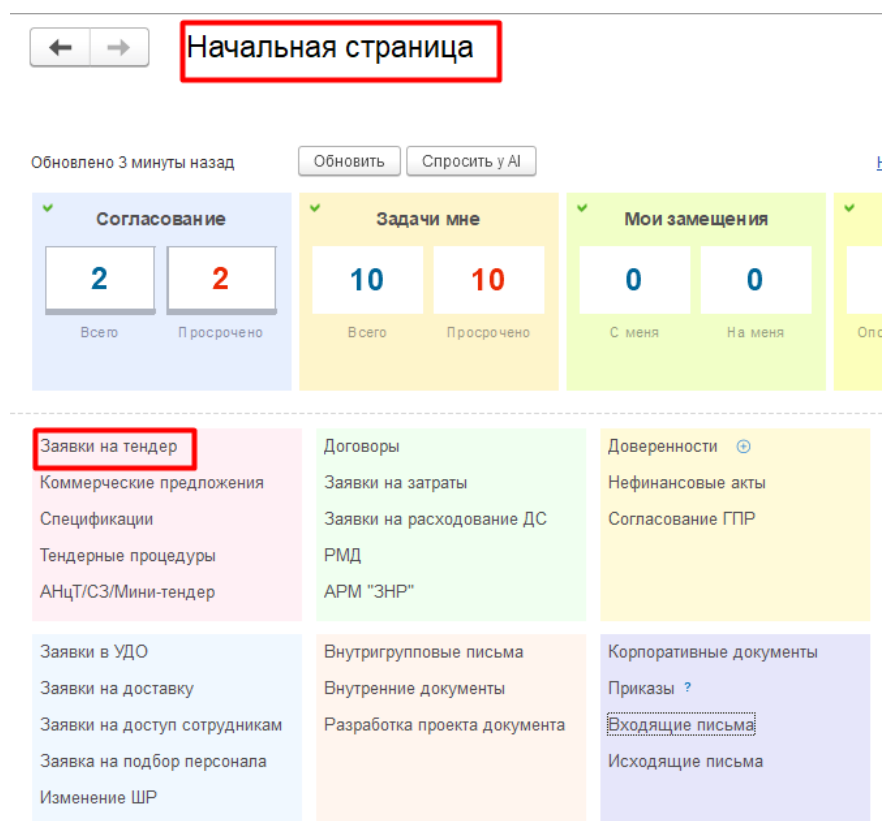 Начальная страница
Обновлено 3 минуты назад Обновить Спросить у AI
Согласование Задачи мне Мои замещения
2 2 10 10 0 0
Всего Просрочено Всего Просрочено С меня На меня
Заявки на тендер Договоры Доверенности
Коммерческие предложения Заявки на затраты Нефинансовые акты
Спецификации Заявки на расходование ДС Согласование ГПР
Тендерные процедуры РМД
АНцТ/СЗ/Мини-тендер АРМ "ЗНР"
Заявки в УДО Внутригрупповые письма Корпоративные документы
Заявки на доставку Внутренние документы Приказы ?
Заявки на доступ сотрудникам Разработка проекта документа Входящие письма
Заявка на подбор персонала Исходящие письма
Изменение ШР